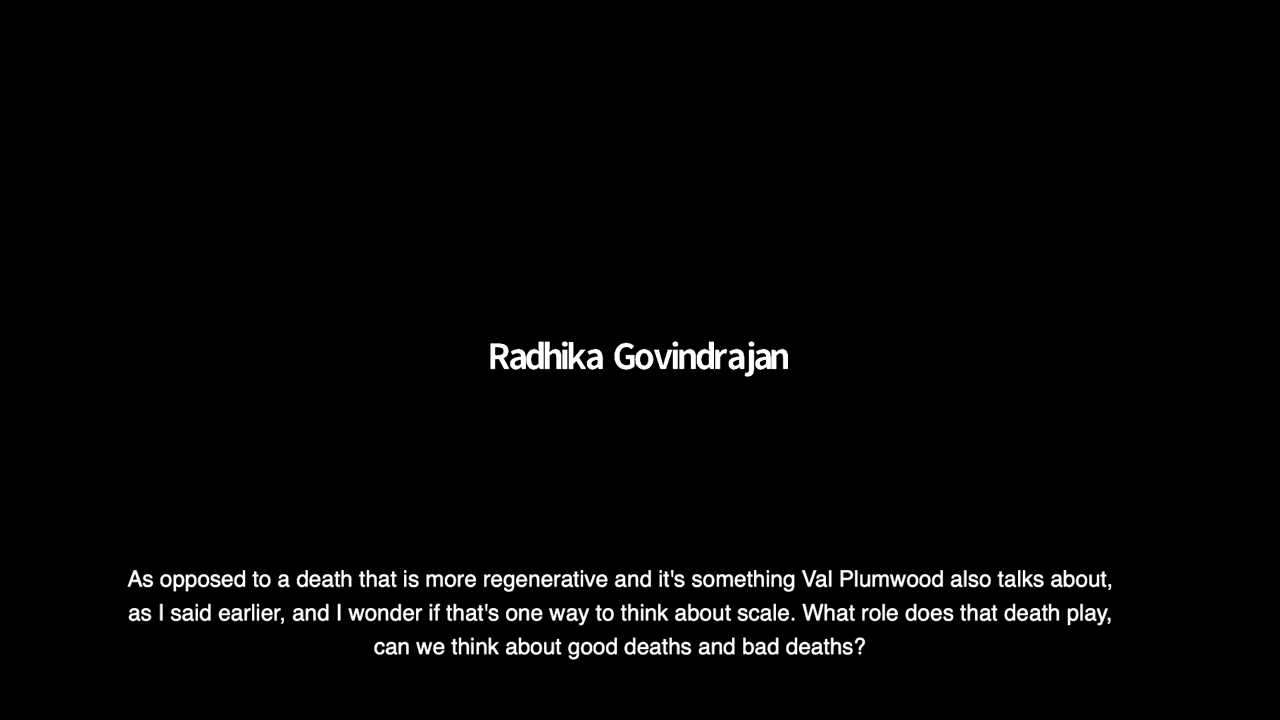 Radhika Govindrajan
As opposed to a death that is more regenerative and it's something Val Plumwood also talks about,
as I said earlier, and I wonder if that's one way to think about scale. What role does that death play,
can we think about good deaths and bad deaths?